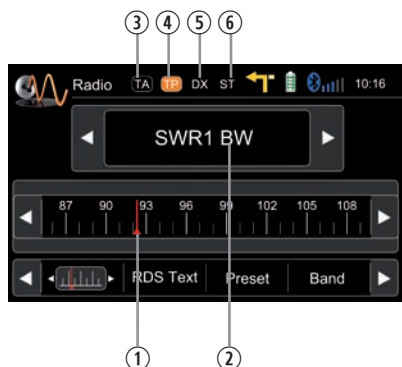 ③ ④ ⑤ ⑥
Radio TA TP DX ST 10:16
SWR1 BW
87 90 93 96 99 102 105 108
RDS Text Preset Band
① ②